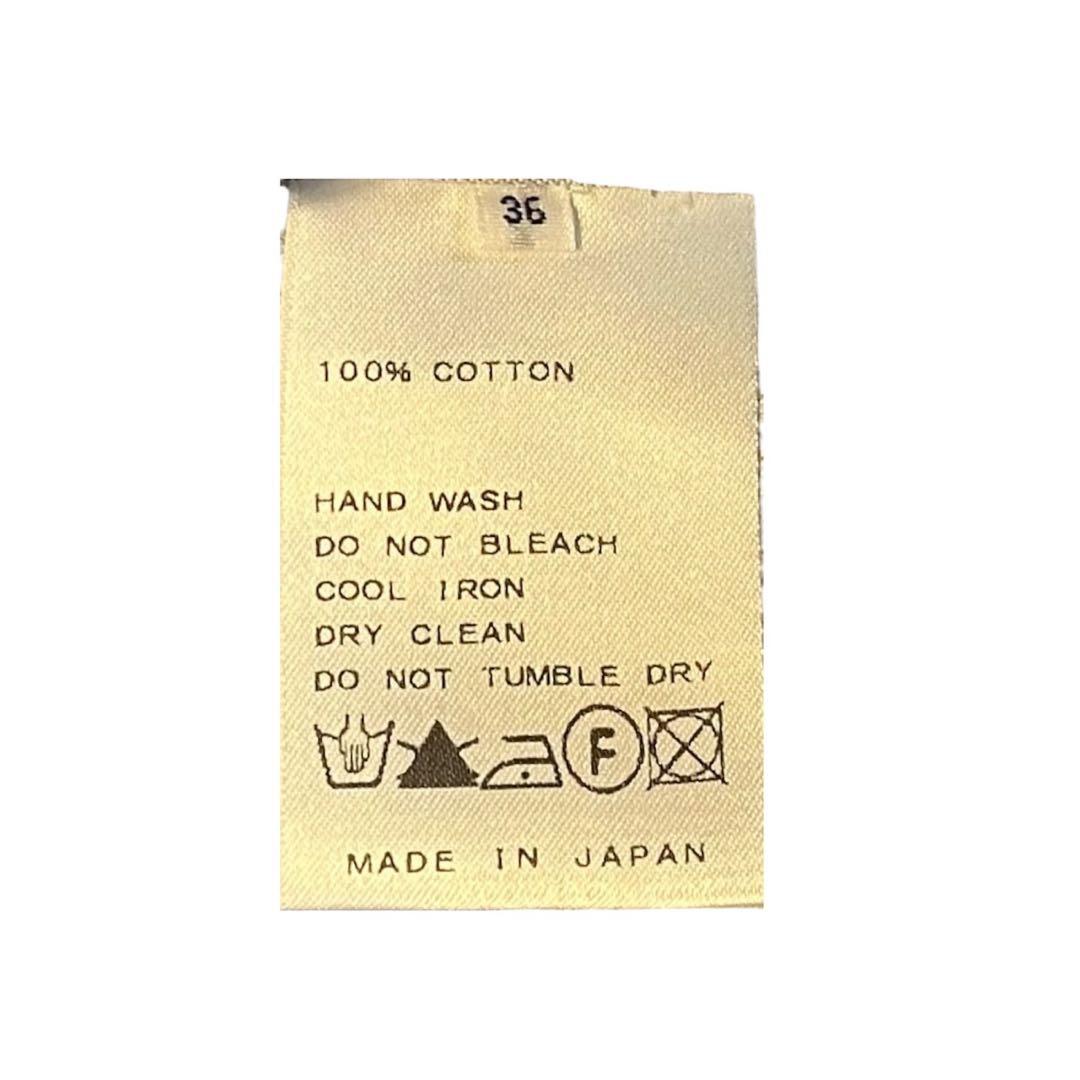 36
100% COTTON
HAND WASH
DO NOT BLEACH
COOL IRON
DRY CLEAN
DO NOT TUMBLE DRY
F
MADE IN JAPAN